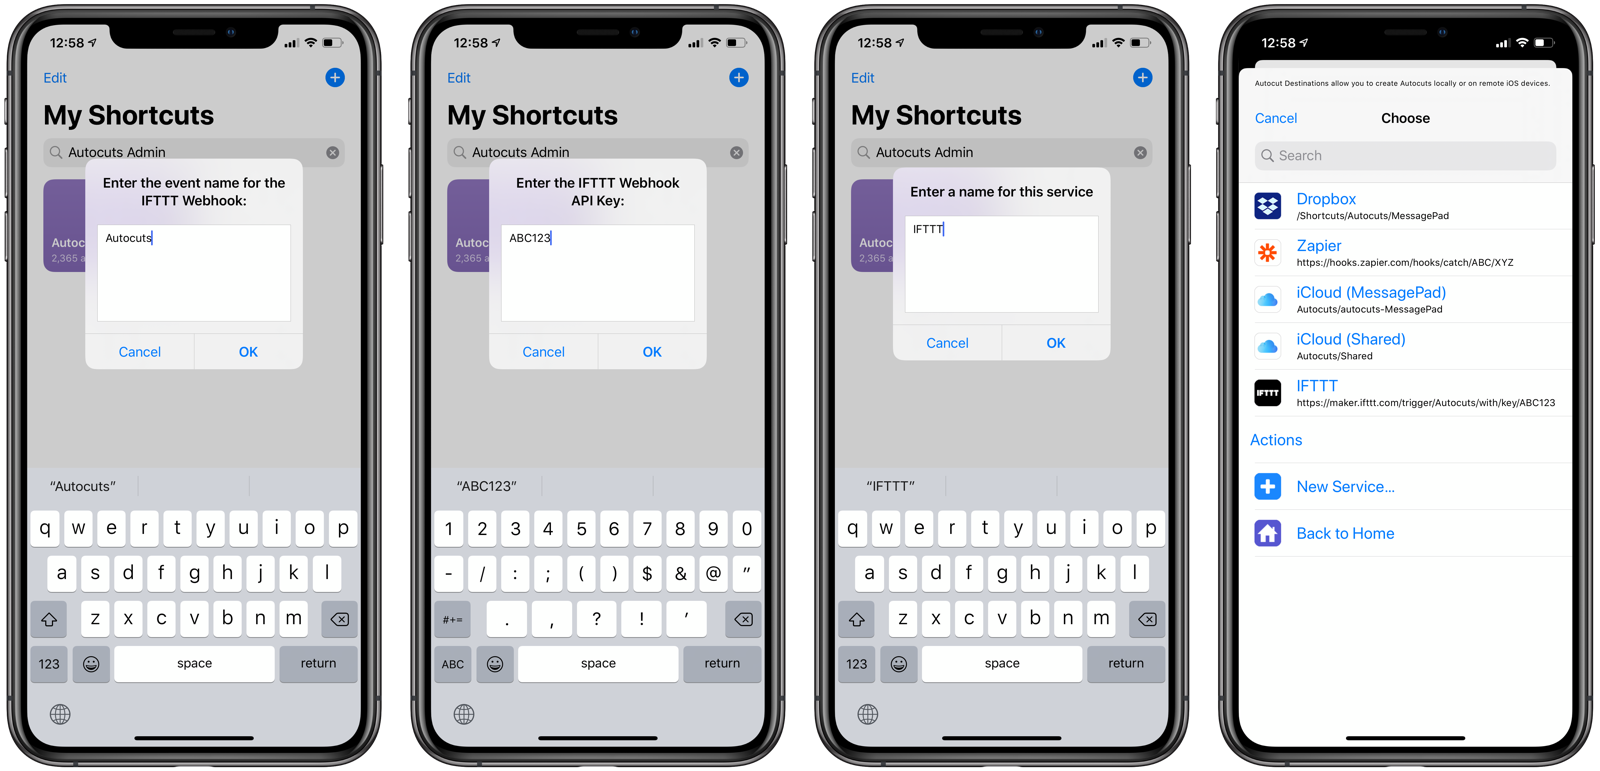 12:58
Edit
My Shortcuts
Autocuts Admin
Enter the event name for the
IFTTT Webhook:
Autocuts
Autoc
2,365 a
Cancel
OK
“Autocuts”
q w e r t y u i o p
a s d f g h j k l
z x c v b n m
123
space
return
12:58
Edit
My Shortcuts
Autocuts Admin
Enter the IFTTT Webhook
API Key:
ABC123
Autoc
2,365 a
Cancel
OK
“ABC123”
1 2 3 4 5 6 7 8 9 0
- / : ; ( ) $ & @ ”
#+= . , ? ! ’
ABC
space
return
12:58
Edit
My Shortcuts
Autocuts Admin
Enter a name for this service
IFTTT
Autoc
2,365 a
Cancel
OK
“IFTTT”
q w e r t y u i o p
a s d f g h j k l
z x c v b n m
123
space
return
12:58
Autocut Destinations allow you to create Autocuts locally or on remote iOS devices.
Cancel
Choose
Search
Dropbox
/Shortcuts/Autocuts/MessagePad
Zapier
https://hooks.zapier.com/hooks/catch/ABC/XYZ
iCloud (MessagePad)
Autocuts/autocuts-MessagePad
iCloud (Shared)
Autocuts/Shared
IFTTT
IFTTT
https://maker.ifttt.com/trigger/Autocuts/with/key/ABC123
Actions
New Service...
Back to Home